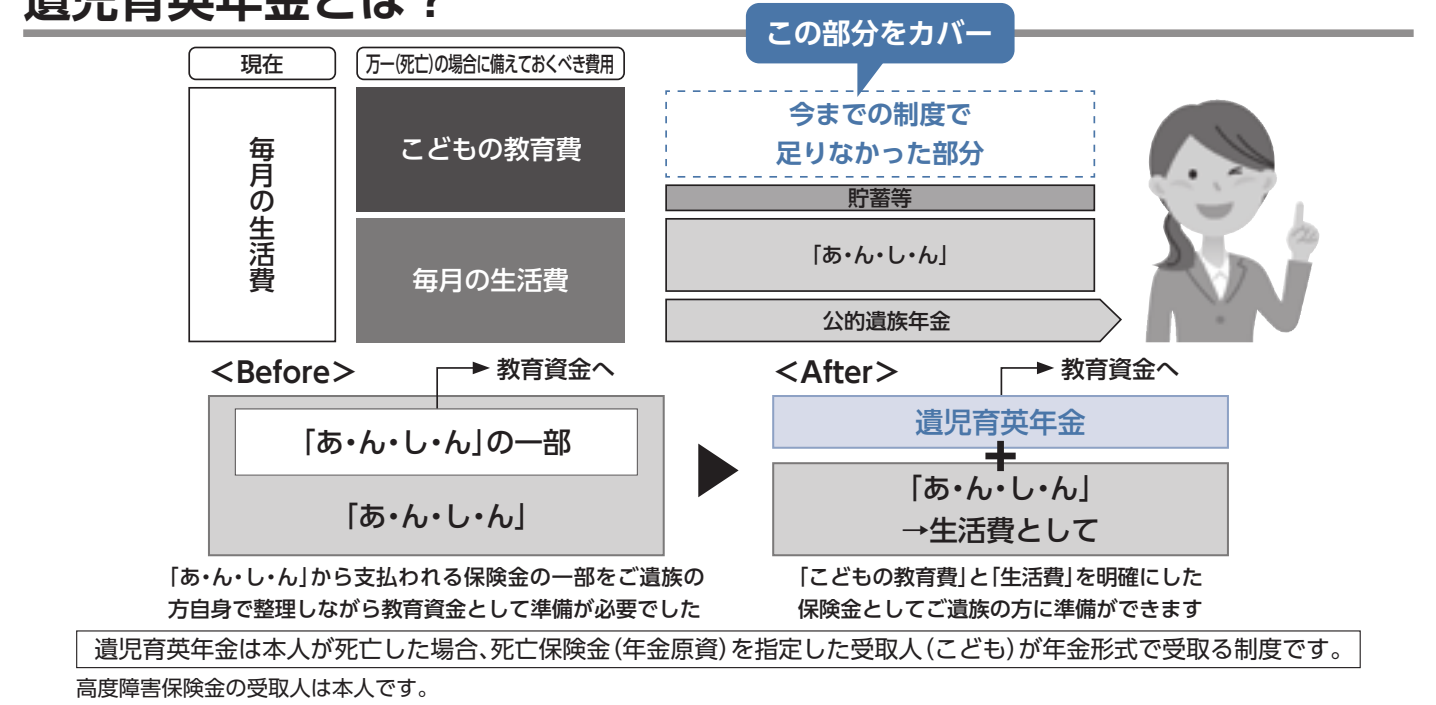 遺児育英年金とは？
この部分をカバー
現在
万一(死亡)の場合に備えておくべき費用
毎月の生活費
こどもの教育費
毎月の生活費
今までの制度で
足りなかった部分
貯蓄等
「あ・ん・し・ん」
公的遺族年金
＜Before＞
教育資金へ
「あ・ん・し・ん」の一部
「あ・ん・し・ん」
「あ・ん・し・ん」から支払われる保険金の一部をご遺族の
方自身で整理しながら教育資金として準備が必要でした
＜After＞
教育資金へ
遺児育英年金
+
「あ・ん・し・ん」
→生活費として
「こどもの教育費」と「生活費」を明確にした
保険金としてご遺族の方に準備ができます
遺児育英年金は本人が死亡した場合、死亡保険金(年金原資)を指定した受取人(こども)が年金形式で受取る制度です。
高度障害保険金の受取人は本人です。